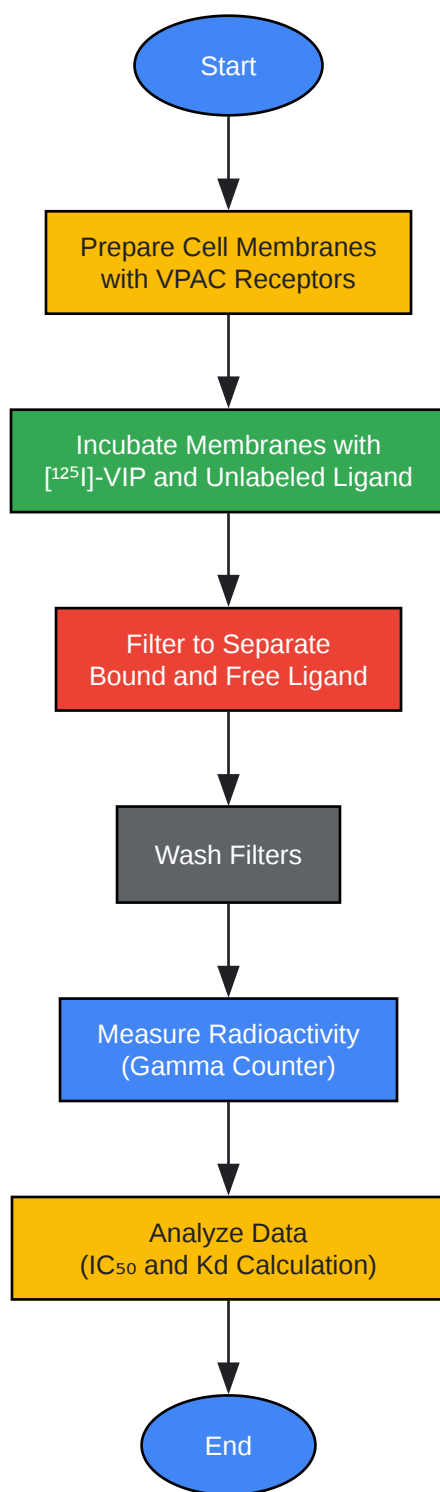 Start
Prepare Cell Membranes
with VPAC Receptors
Incubate Membranes with
[¹²⁵I]-VIP and Unlabeled Ligand
Filter to Separate
Bound and Free Ligand
Wash Filters
Measure Radioactivity
(Gamma Counter)
Analyze Data
(IC₅₀ and Kd Calculation)
End